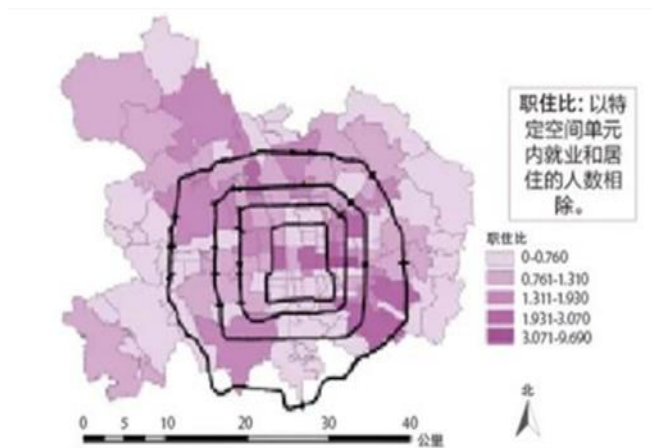 职住比：以特
定空间单元
内就业和居
住的人数相
除。
职住比
0-0.760
0.761-1.310
1.311-1.930
1.931-3.070
3.071-9.690
北
0 5 10 20 30 40
公里